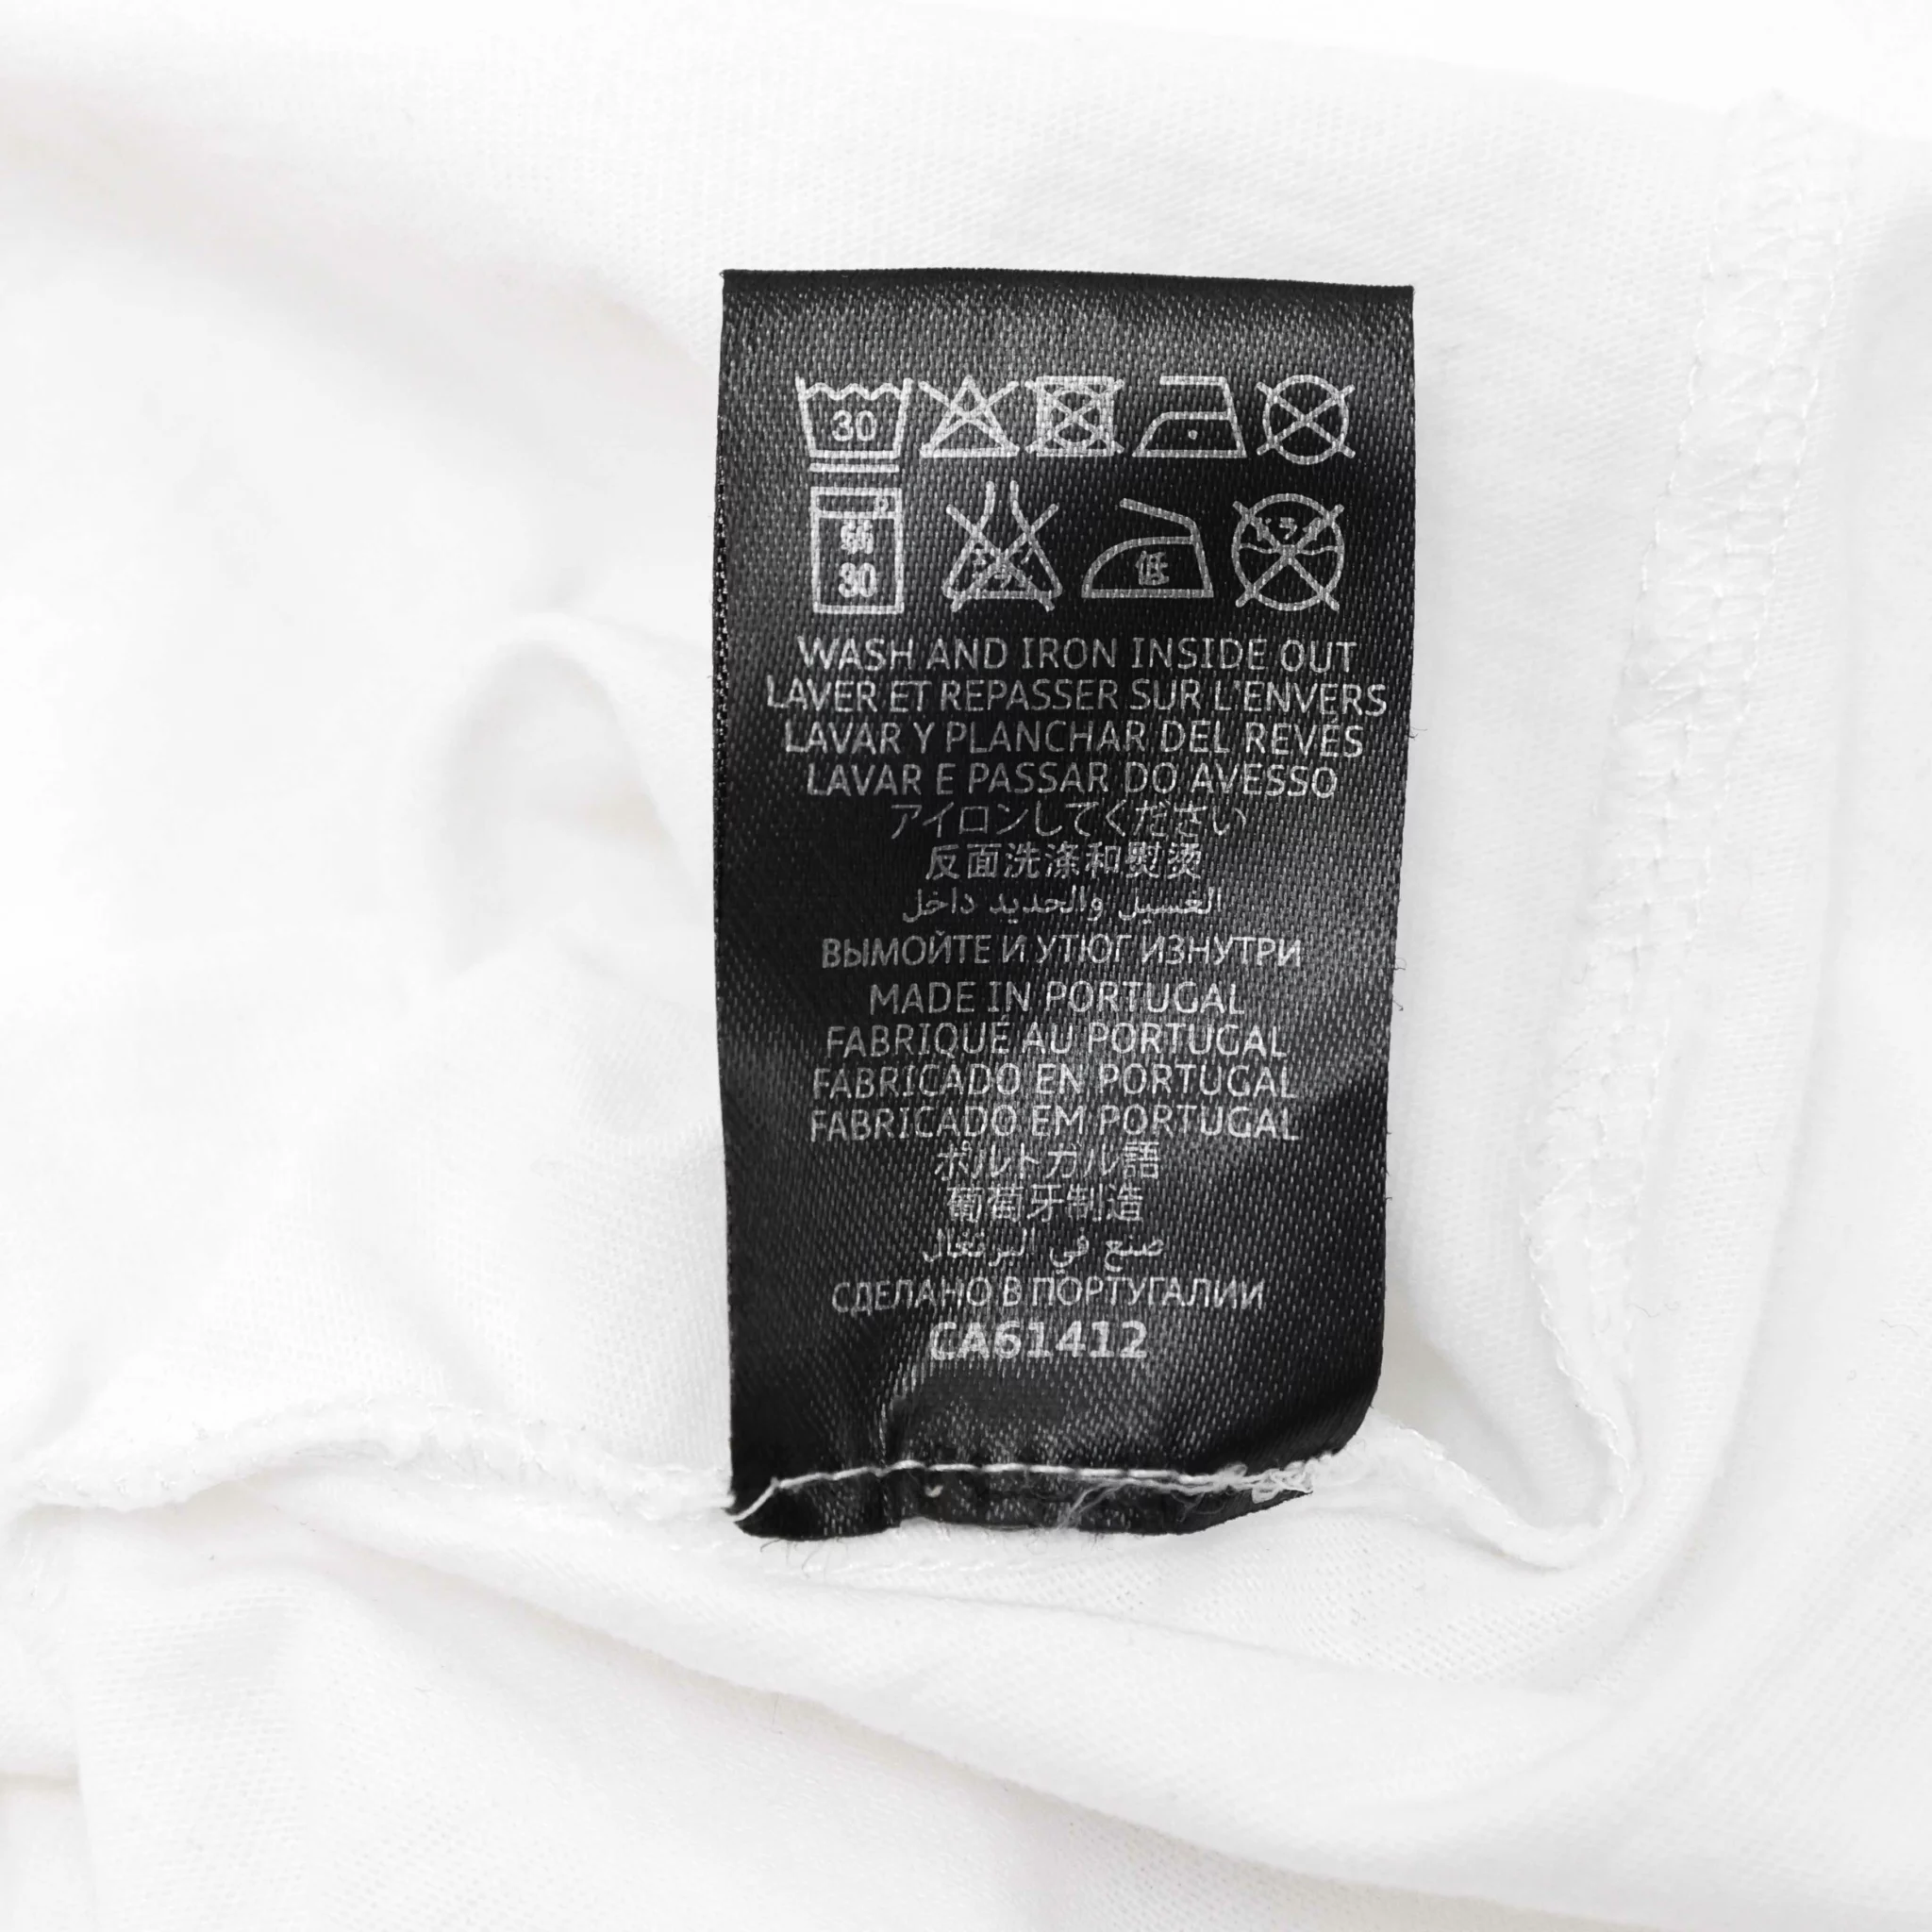 30
30
低
WASH AND IRON INSIDE OUT
LAVER ET REPASSER SUR L'ENVERS
LAVAR Y PLANCHAR DEL REVÉS
LAVAR E PASSAR DO AVESSO
アイロンしてください
反面洗涤和熨烫
الغسيل والحديد داخل
ВЫМОЙТЕ И УТЮГ ИЗНУТРИ
MADE IN PORTUGAL
FABRIQUÉ AU PORTUGAL
FABRICADO EN PORTUGAL
FABRICADO EM PORTUGAL
ポルトガル語
葡萄牙制造
صنع في البرتغال
СДЕЛАНО В ПОРТУГАЛИИ
CA61412